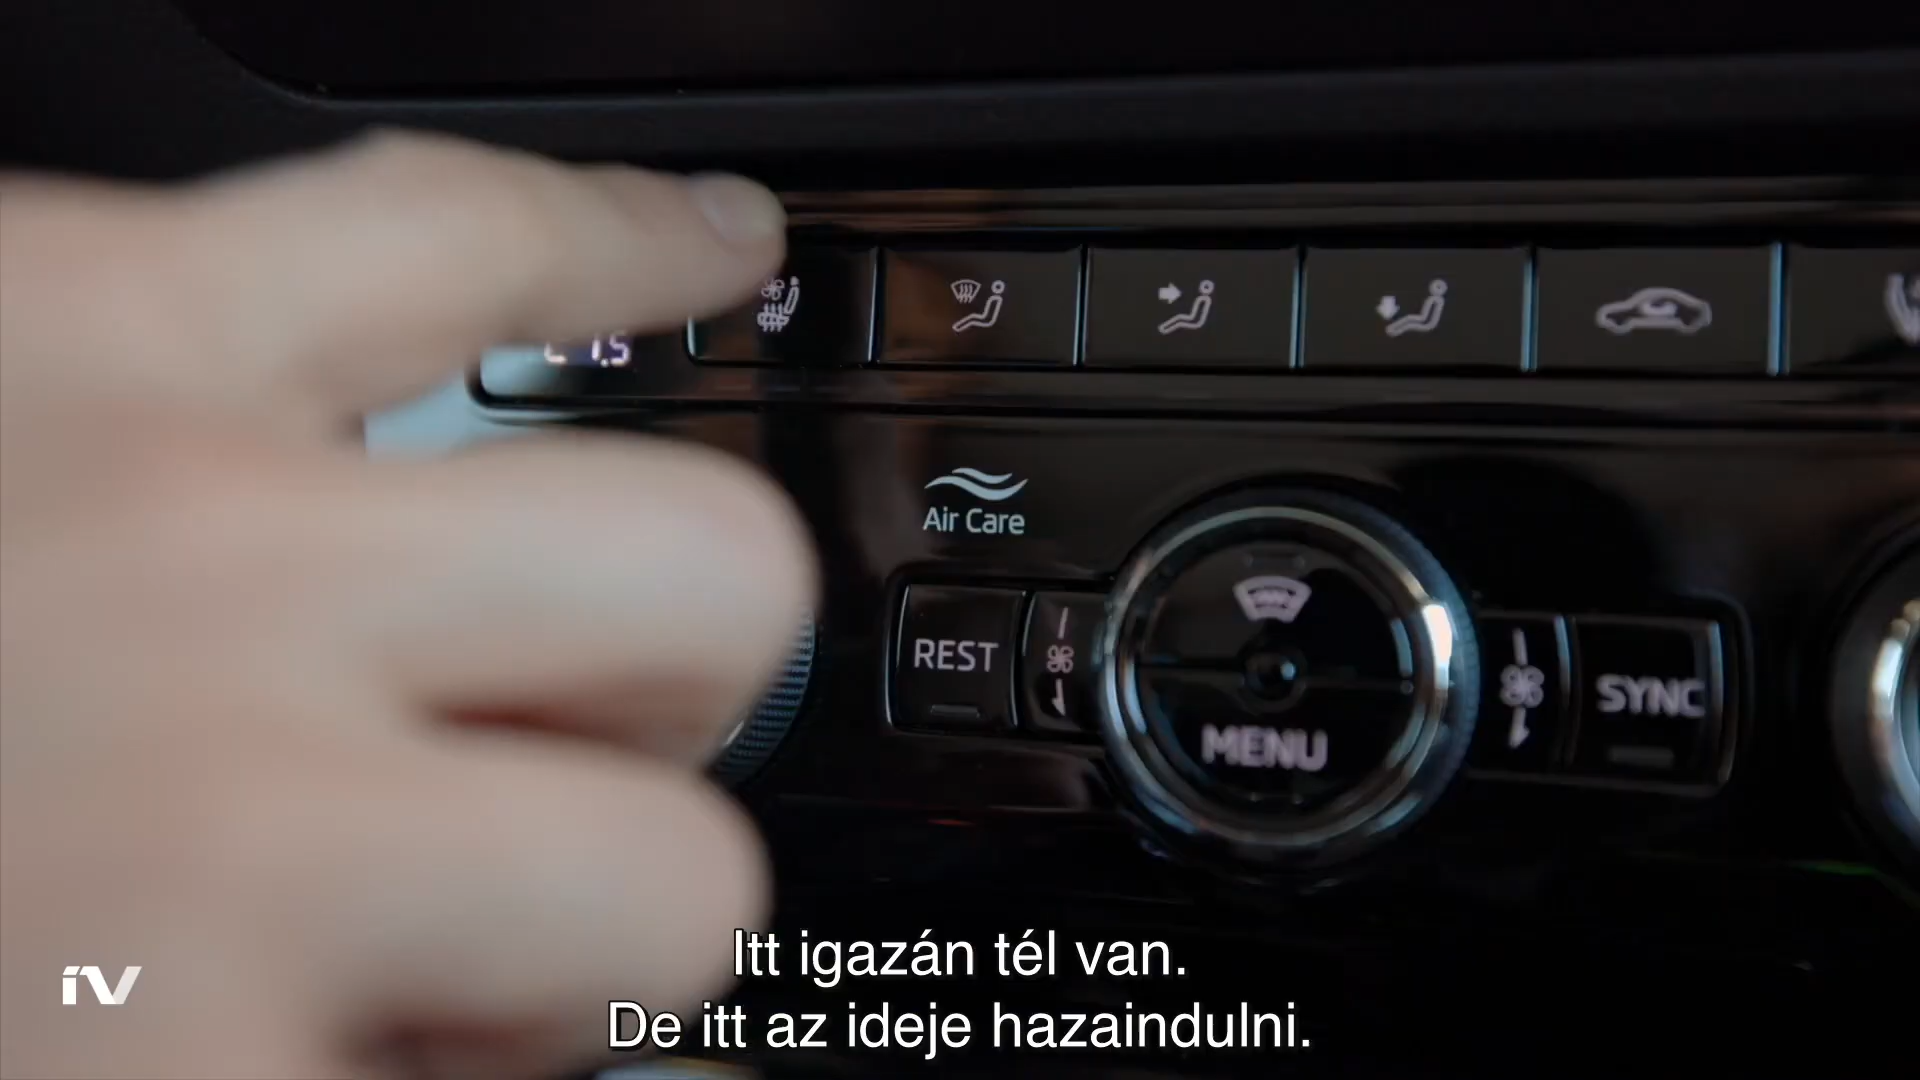 Air Care
REST
MENU
SYNC
Itt igazán tél van.
De itt az ideje hazaindulni.
iV